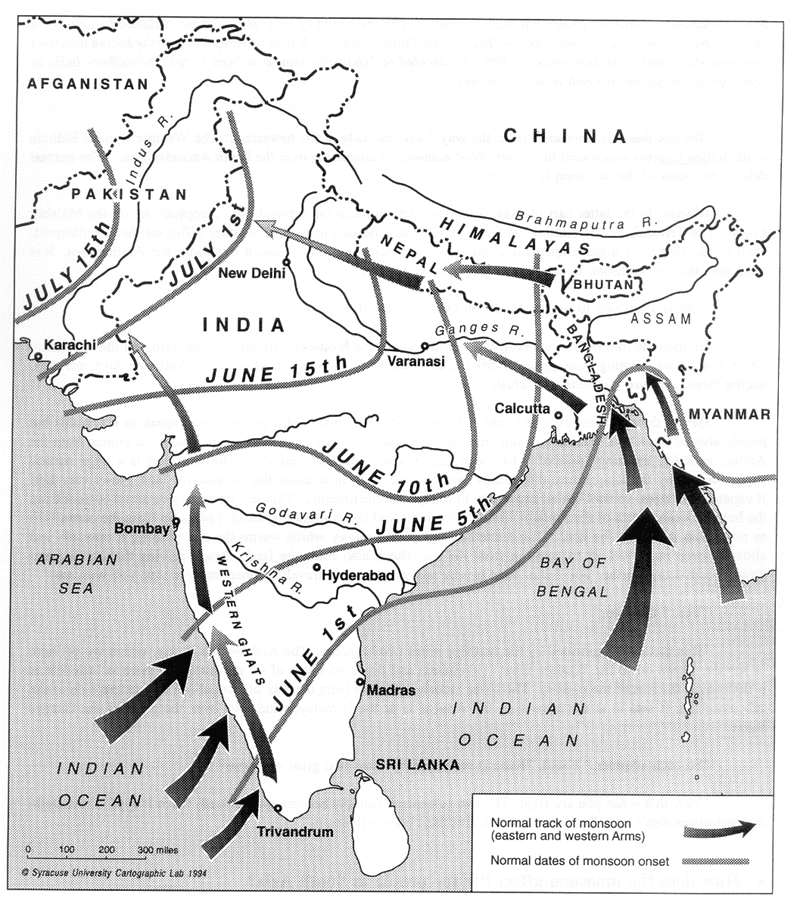 AFGANISTAN
CHINA
Indus R.
PAKISTAN
Brahmaputra R.
HIMALAYAS
JULY 15th
JULY 1st
NEPAL
New Delhi
BHUTAN
INDIA
ASSAM
Ganges R.
BANGLADESH
Karachi
Varanasi
JUNE 15th
Calcutta
MYANMAR
JUNE 10th
Godavari R.
JUNE 5th
Bombay
Krishna R.
ARABIAN
SEA
WESTERN GHATS
Hyderabad
BAY OF
BENGAL
JUNE 1st
Madras
INDIAN
OCEAN
INDIAN
OCEAN
SRI LANKA
Trivandrum
Normal track of monsoon
(eastern and western Arms)
Normal dates of monsoon onset
0 100 200 300 miles
© Syracuse University Cartographic Lab 1994